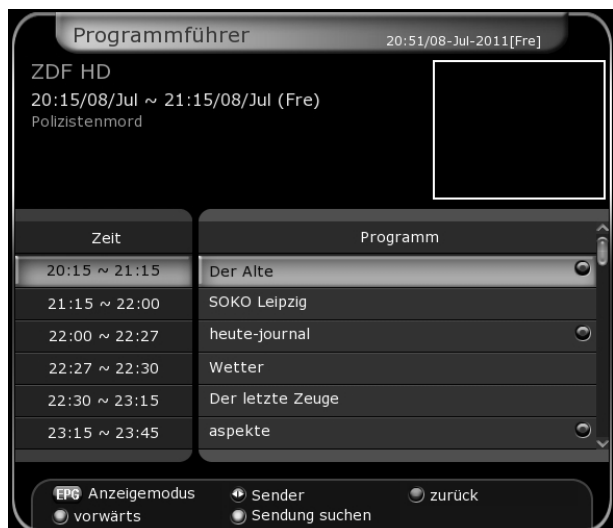 Programmführer 20:51/08-Jul-2011[Fre]
ZDF HD
20:15/08/Jul ~ 21:15/08/Jul (Fre)
Polizistenmord
Zeit Programm
20:15 ~ 21:15 Der Alte
21:15 ~ 22:00 SOKO Leipzig
22:00 ~ 22:27 heute-journal
22:27 ~ 22:30 Wetter
22:30 ~ 23:15 Der letzte Zeuge
23:15 ~ 23:45 aspekte
EPG Anzeigemodus Sender zurück
vorwärts Sendung suchen